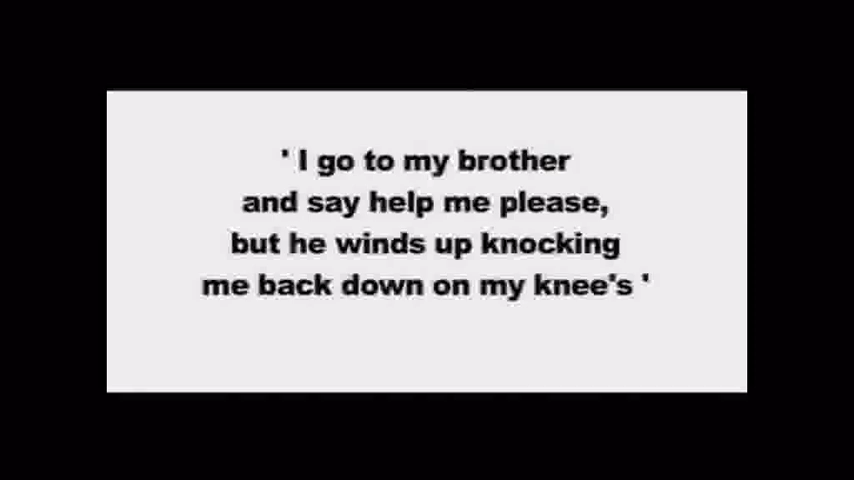 ' I go to my brother
and say help me please,
but he winds up knocking
me back down on my knee's '